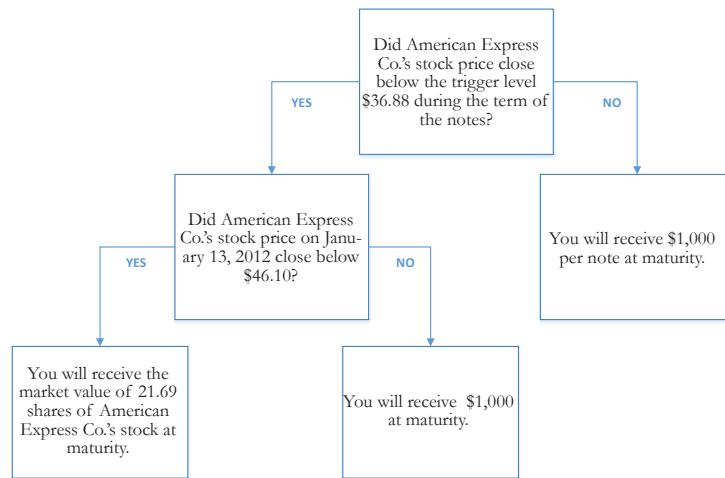 Did American Express
Co.'s stock price close
below the trigger level
$36.88 during the term of
the notes?
YES
NO
Did American Express
Co.'s stock price on Janu-
ary 13, 2012 close below
$46.10?
You will receive $1,000
per note at maturity.
YES
NO
You will receive the
market value of 21.69
shares of American
Express Co.'s stock at
maturity.
You will receive $1,000
at maturity.